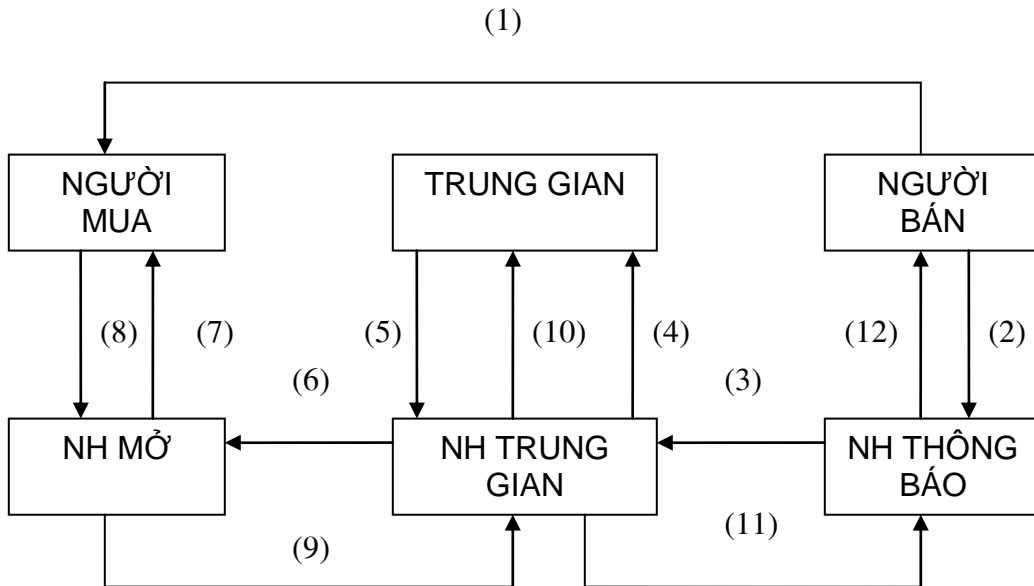 (1)
NGƯỜI
MUA
TRUNG GIAN
NGƯỜI
BÁN
(8)
(7)
(5)
(10)
(4)
(12)
(2)
(6)
(3)
NH MỞ
NH TRUNG
GIAN
NH THÔNG
BÁO
(9)
(11)